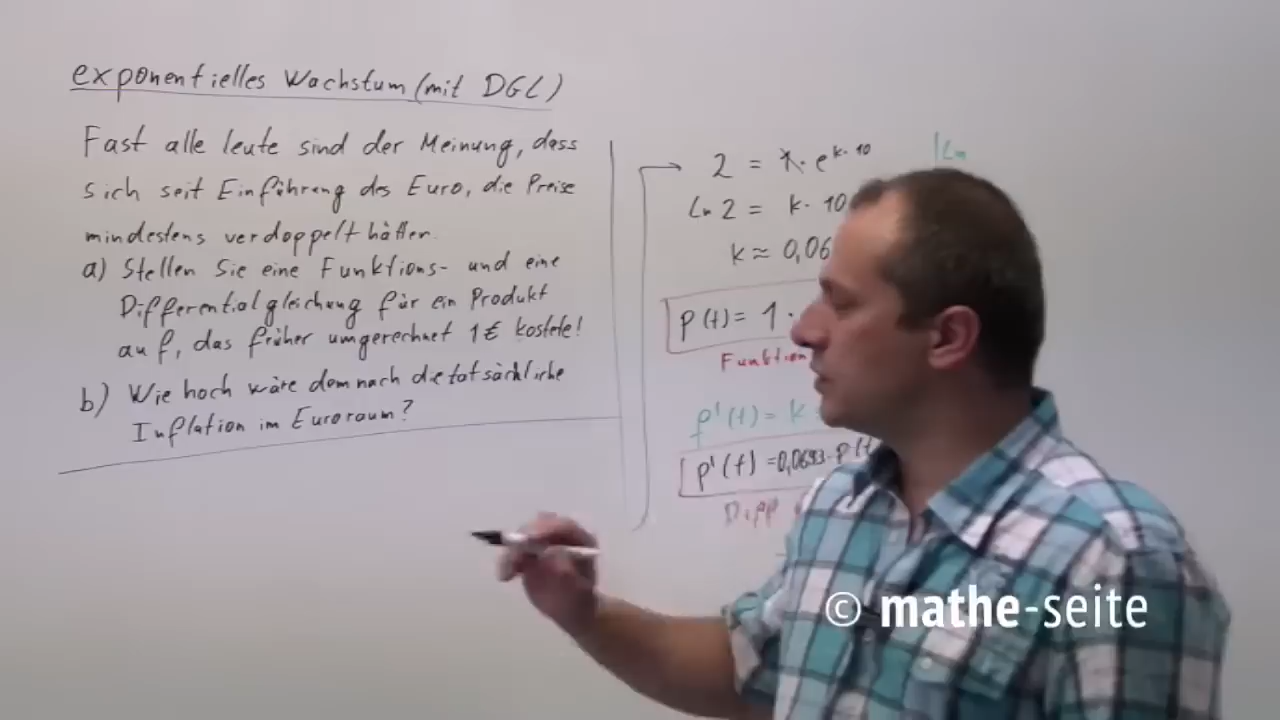 exponentielles Wachstum (mit DGL)
Fast alle leute sind der Meinung, dass
sich seit Einführung des Euro, die Preise
mindestens verdoppelt hätten.
a) Stellen Sie eine Funktions- und eine
Differentialgleichung für ein Produkt
auf, das früher umgerechnet 1€ kostete!
b) Wie hoch wäre demnach die tatsächliche
Inflation im Euroraum?
2 = 1 · e^k·10 |ln
ln 2 = k · 10
k ≈ 0,06
p(t) = 1 ·
Funktion
f'(t) = k
p'(t) = 0,0693 · p(t
Diff
© mathe-seite